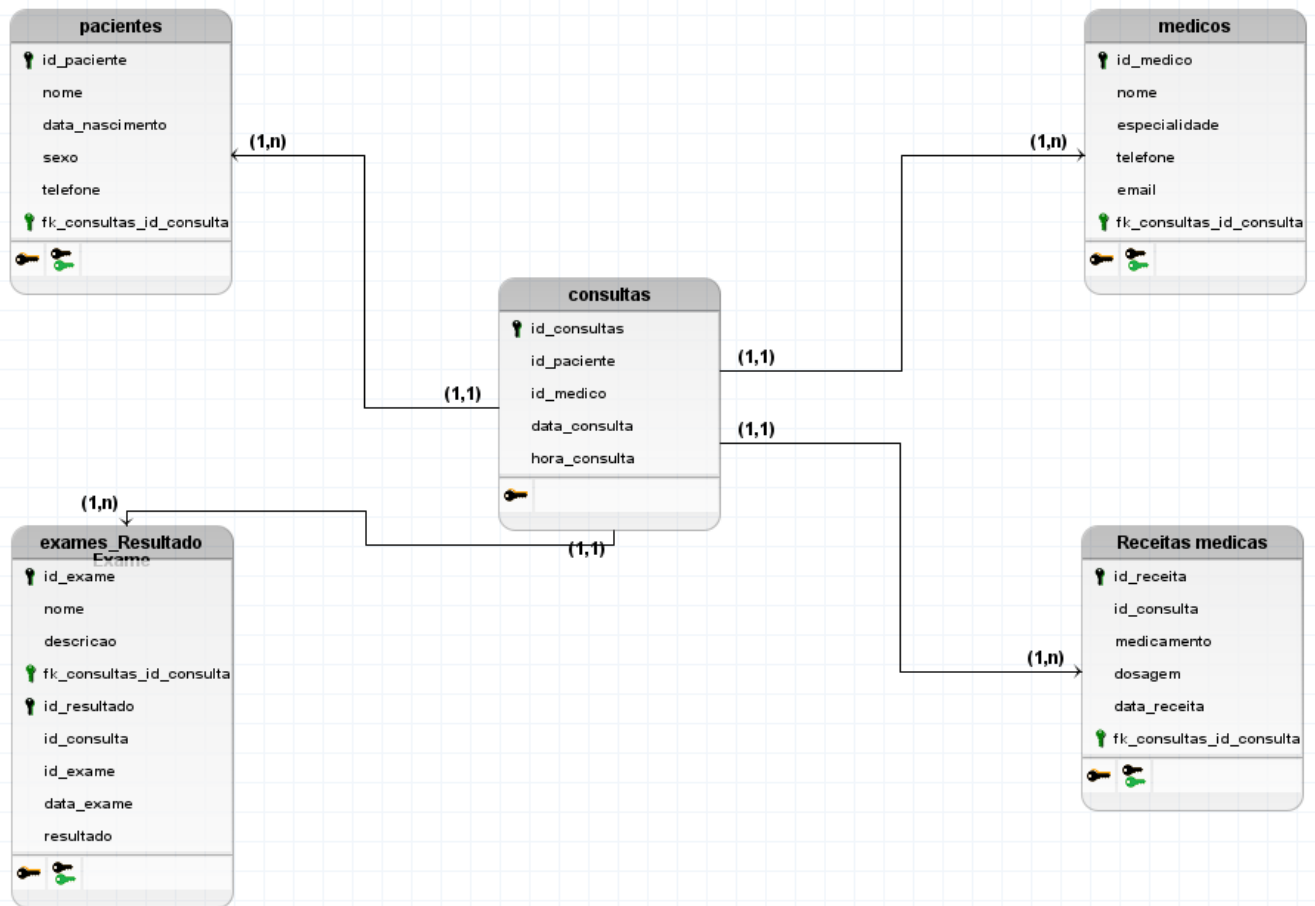 pacientes
id_paciente
nome
data_nascimento
sexo
telefone
fk_consultas_id_consulta
(1,n)
medicos
id_medico
nome
especialidade
telefone
email
fk_consultas_id_consulta
(1,n)
consultas
id_consultas
id_paciente
id_medico
data_consulta
hora_consulta
(1,1)
(1,1)
(1,1)
(1,1)
(1,n)
exames_Resultado
Exame
id_exame
nome
descricao
fk_consultas_id_consulta
id_resultado
id_consulta
id_exame
data_exame
resultado
(1,n)
Receitas medicas
id_receita
id_consulta
medicamento
dosagem
data_receita
fk_consultas_id_consulta